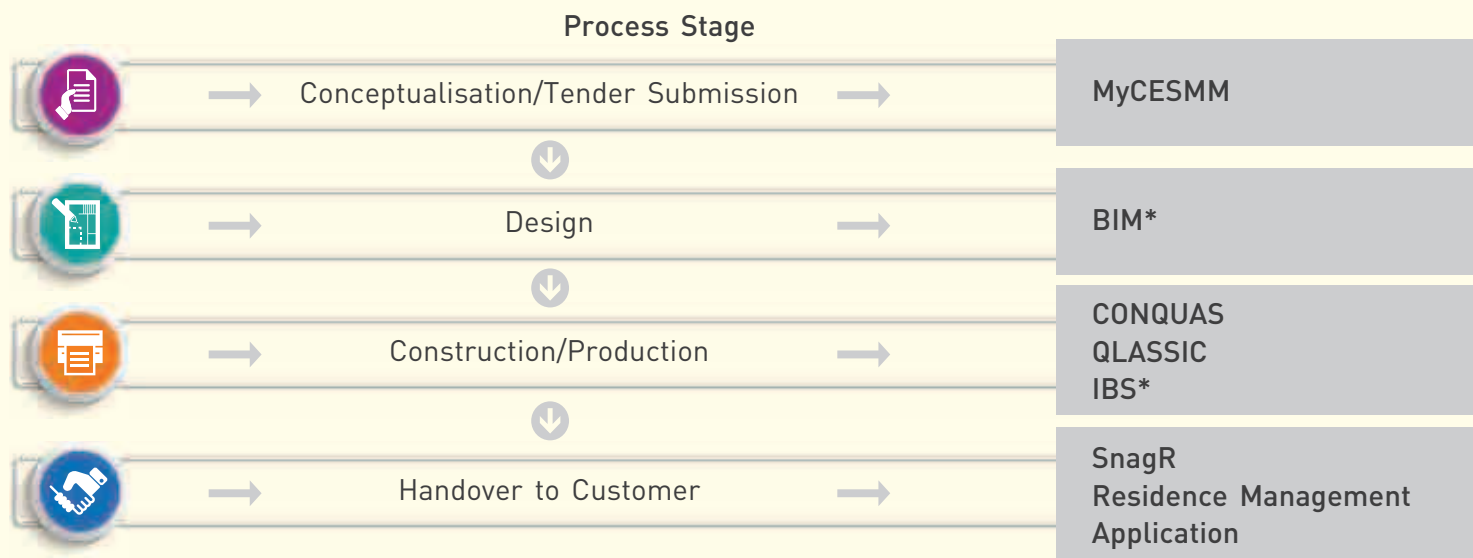 Process Stage
Conceptualisation/Tender Submission
MyCESMM
Design
BIM*
Construction/Production
CONQUAS
QLASSIC
IBS*
Handover to Customer
SnagR
Residence Management
Application